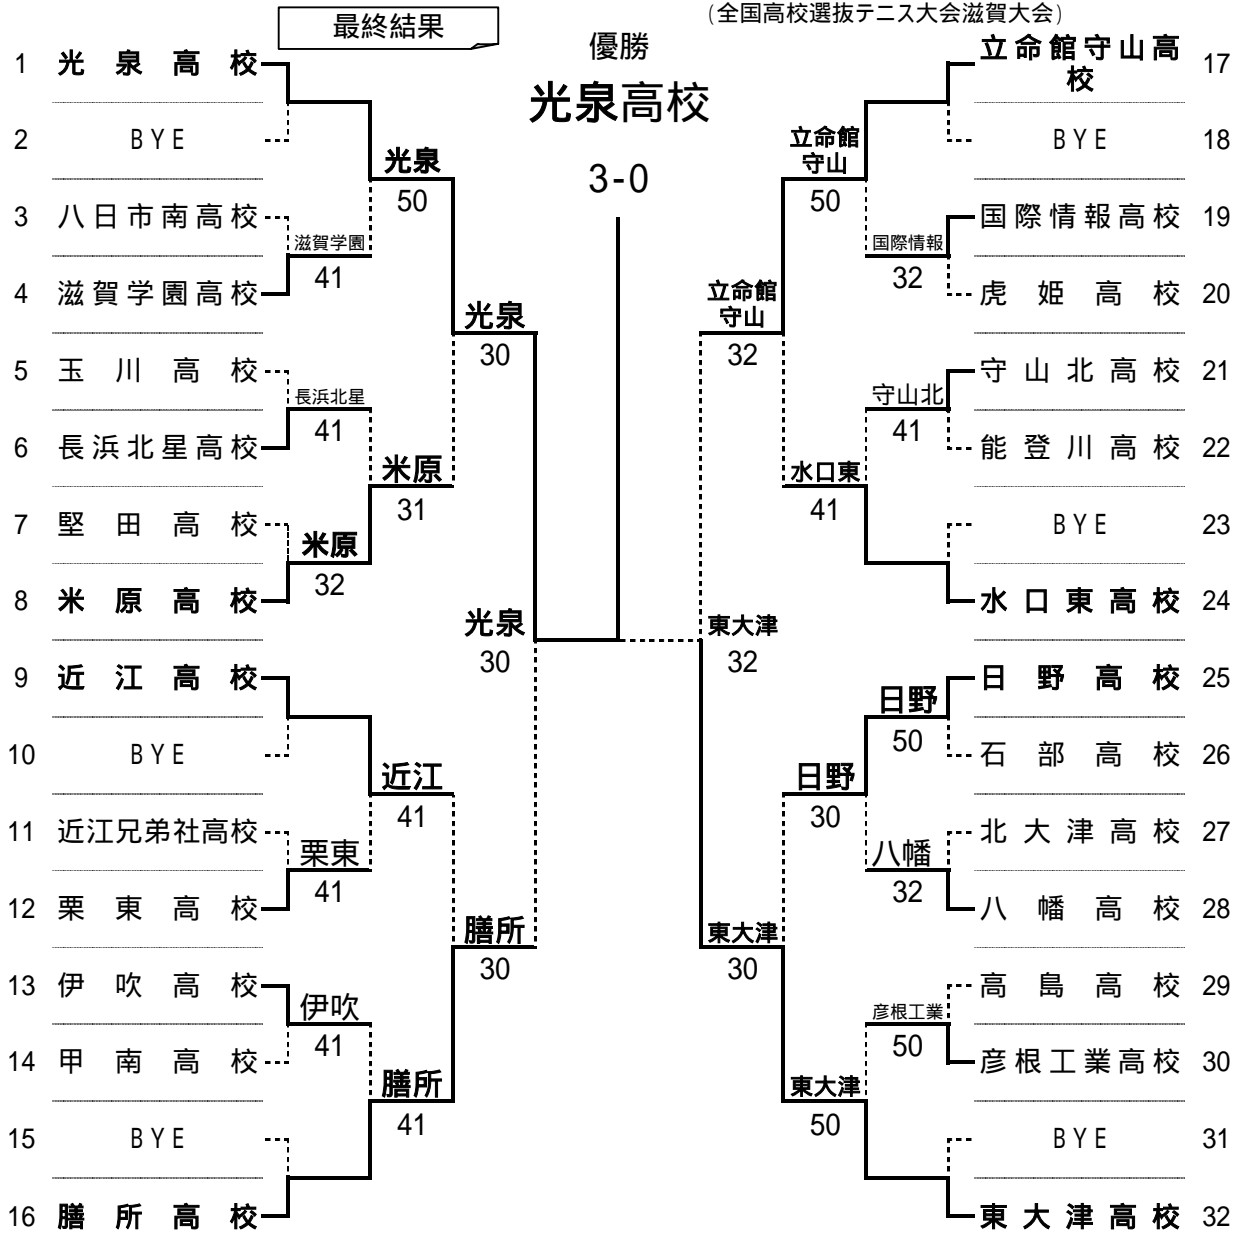 (全国高校選抜テニス大会滋賀大会)
最終結果
優勝
光泉高校
3-0
1 光泉高校
2 BYE
3 八日市南高校
4 滋賀学園高校
5 玉川高校
6 長浜北星高校
7 堅田高校
8 米原高校
9 近江高校
10 BYE
11 近江兄弟社高校
12 栗東高校
13 伊吹高校
14 甲南高校
15 BYE
16 膳所高校
滋賀学園
41
長浜北星
41
米原
32
栗東
41
伊吹
41
光泉
50
米原
31
近江
41
膳所
41
光泉
30
膳所
30
光泉
30
東大津
32
立命館
守山
32
東大津
30
立命館
守山
50
水口東
41
日野
30
東大津
50
国際情報
32
守山北
41
日野
50
八幡
32
彦根工業
50
立命館守山高
校 17
BYE 18
国際情報高校 19
虎姫高校 20
守山北高校 21
能登川高校 22
BYE 23
水口東高校 24
日野高校 25
石部高校 26
北大津高校 27
八幡高校 28
高島高校 29
彦根工業高校 30
BYE 31
東大津高校 32